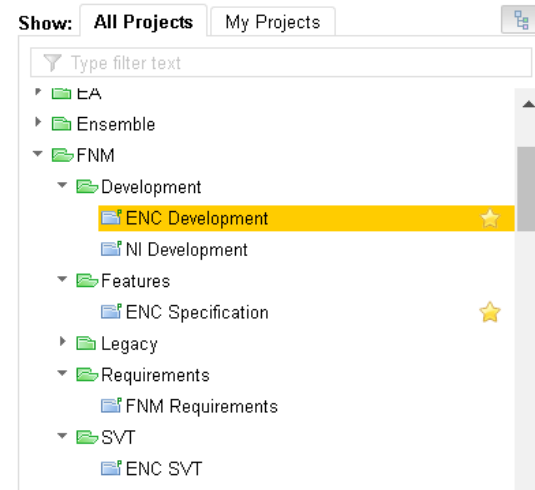 Show: All Projects My Projects
Type filter text
EA
Ensemble
FNM
Development
ENC Development
NI Development
Features
ENC Specification
Legacy
Requirements
FNM Requirements
SVT
ENC SVT